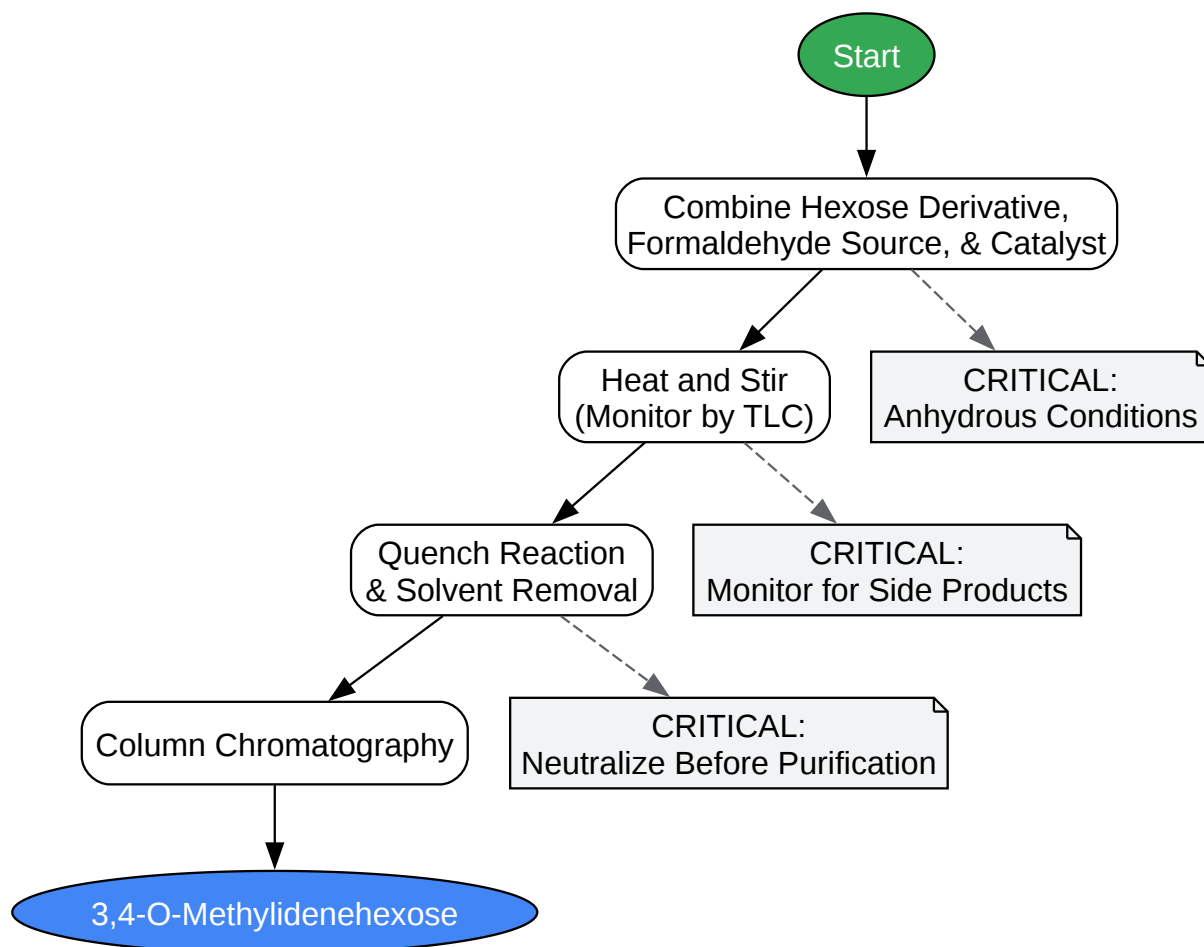 Start
Combine Hexose Derivative,
Formaldehyde Source, & Catalyst
Heat and Stir
(Monitor by TLC)
CRITICAL:
Anhydrous Conditions
Quench Reaction
& Solvent Removal
CRITICAL:
Monitor for Side Products
Column Chromatography
CRITICAL:
Neutralize Before Purification
3,4-O-Methylidenehexose